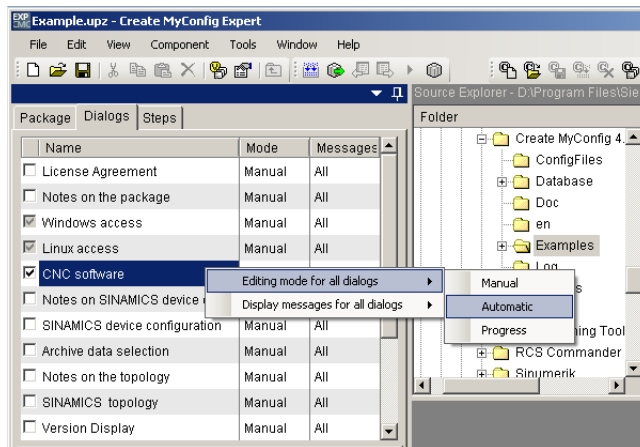 EXP
CMC
Example.upz - Create MyConfig Expert
File Edit View Component Tools Window Help
Source Explorer - D:\Program Files\Sie
Package Dialogs Steps
Folder
Name Mode Messages
License Agreement Manual All
Notes on the package Manual All
Windows access Manual All
Linux access Manual All
CNC software
Notes on SINAMICS device
SINAMICS device configuration Manual All
Archive data selection Manual All
Notes on the topology Manual All
SINAMICS topology Manual All
Version Display Manual All
Editing mode for all dialogs
Display messages for all dialogs
Manual
Automatic
Progress
Create MyConfig 4.
ConfigFiles
Database
Doc
en
Examples
Log
s
ning Tool
RCS Commander
Sinumerik